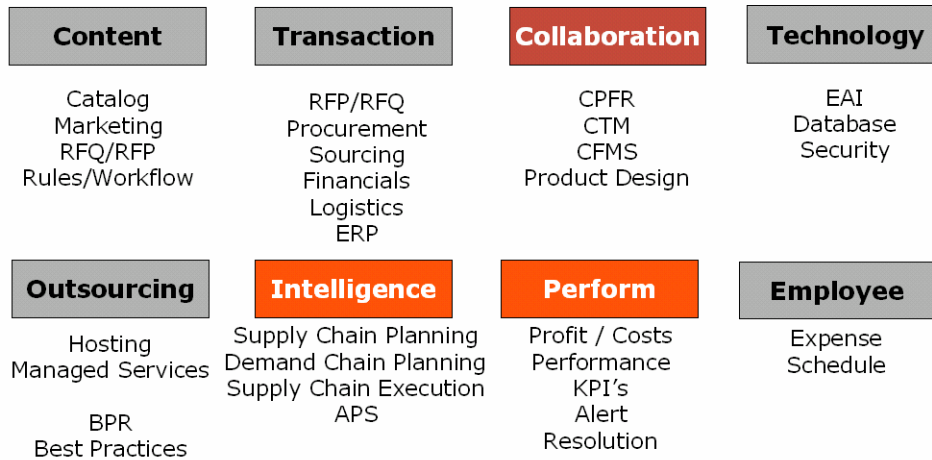 Content
Catalog
Marketing
RFQ/RFP
Rules/Workflow
Transaction
RFP/RFQ
Procurement
Sourcing
Financials
Logistics
ERP
Collaboration
CPFR
CTM
CFMS
Product Design
Technology
EAI
Database
Security
Outsourcing
Hosting
Managed Services
BPR
Best Practices
Intelligence
Supply Chain Planning
Demand Chain Planning
Supply Chain Execution
APS
Perform
Profit / Costs
Performance
KPI's
Alert
Resolution
Employee
Expense
Schedule